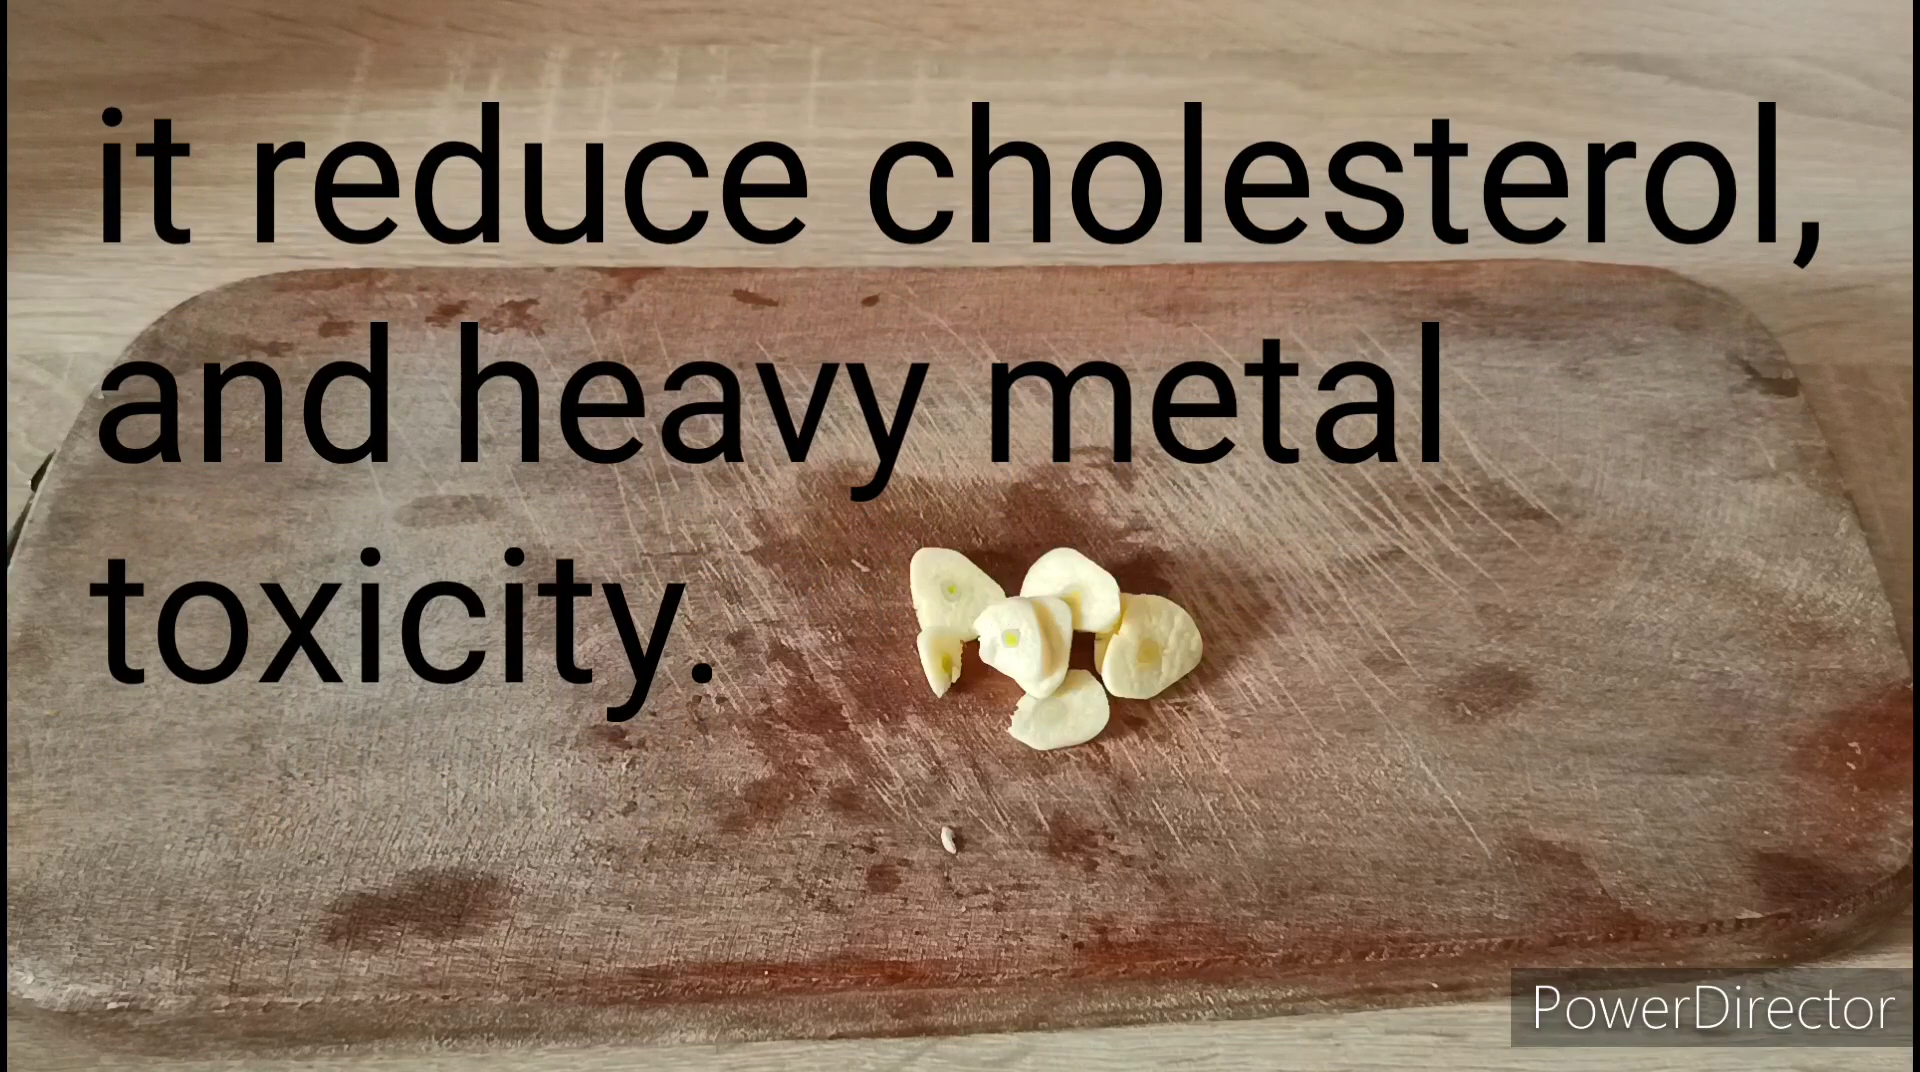 it reduce cholesterol,
and heavy metal
toxicity.
PowerDirector